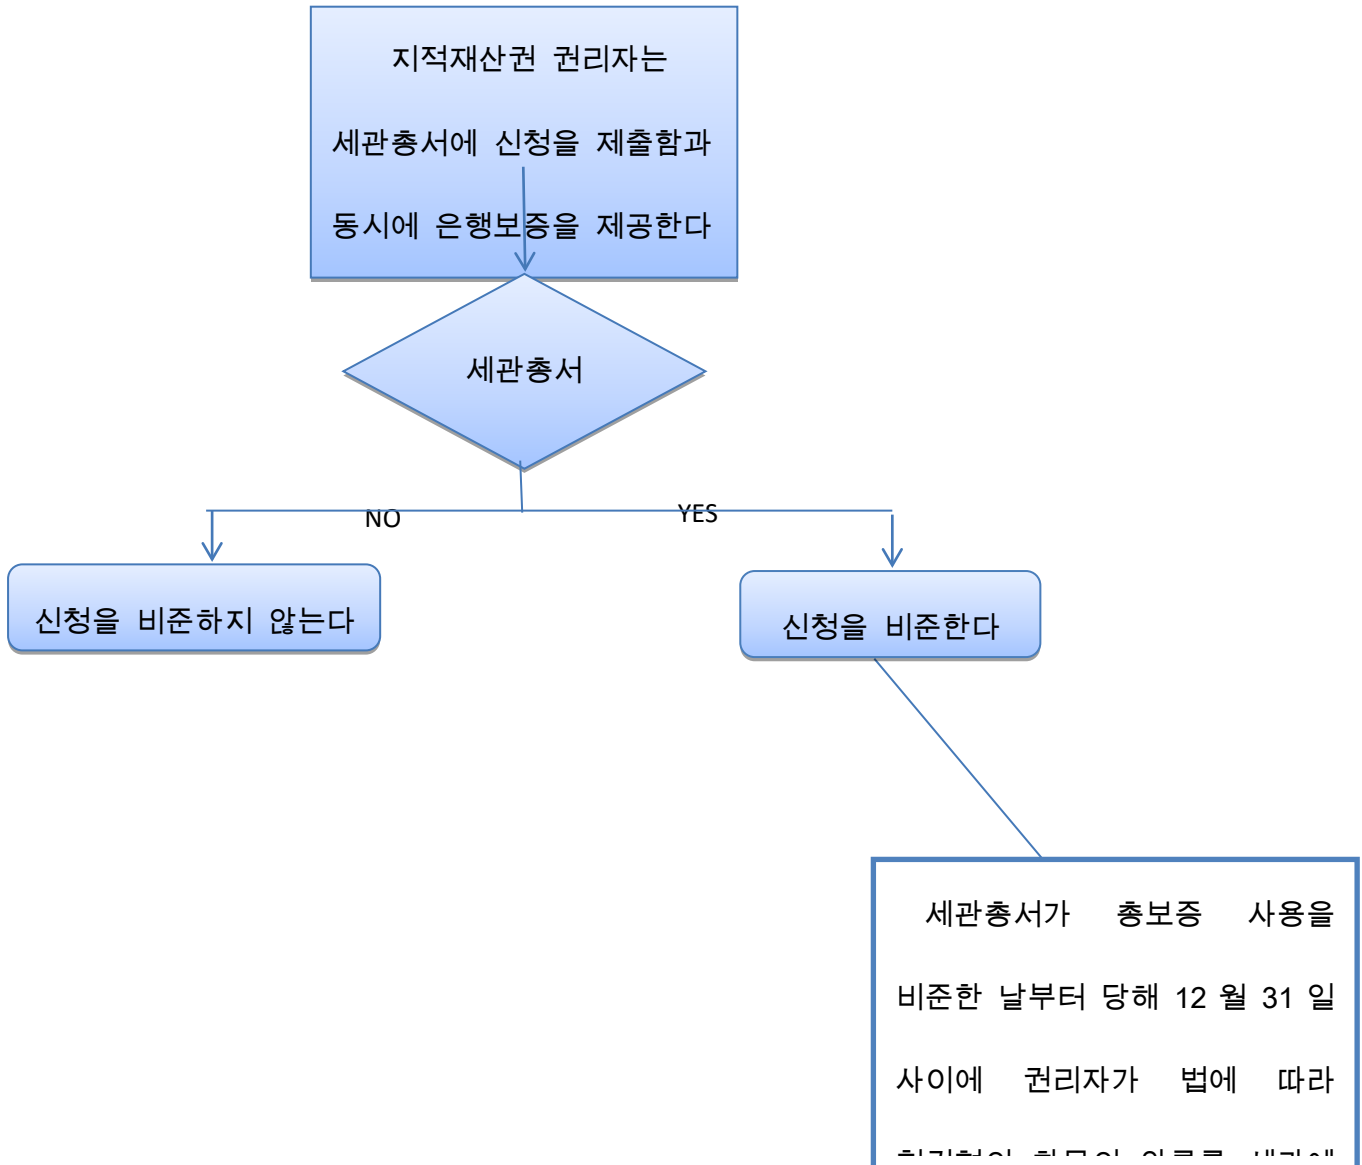 지적재산권 권리자는
세관총서에 신청을 제출함과
동시에 은행보증을 제공한다
세관총서
NO
YES
신청을 비준하지 않는다
신청을 비준한다
세관총서가 총보증 사용을
비준한 날부터 당해 12 월 31 일
사이에 권리자가 법에 따라